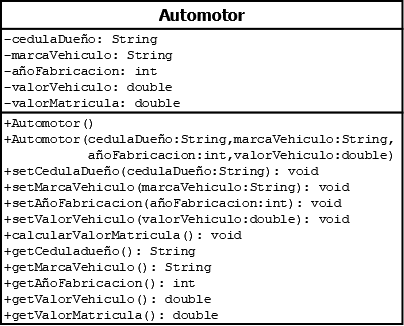 Automotor
-cedulaDueño: String
-marcaVehiculo: String
-añoFabricacion: int
-valorVehiculo: double
-valorMatricula: double
+Automotor()
+Automotor(cedulaDueño:String,marcaVehiculo:String,
añoFabricacion:int,valorVehiculo:double)
+setCedulaDueño(cedulaDueño:String): void
+setMarcaVehiculo(marcaVehiculo:String): void
+setAñoFabricacion(añoFabricacion:int): void
+setValorVehiculo(valorVehiculo:double): void
+calcularValorMatricula(): void
+getCeduladueño(): String
+getMarcaVehiculo(): String
+getAñoFabricacion(): int
+getValorVehiculo(): double
+getValorMatricula(): double